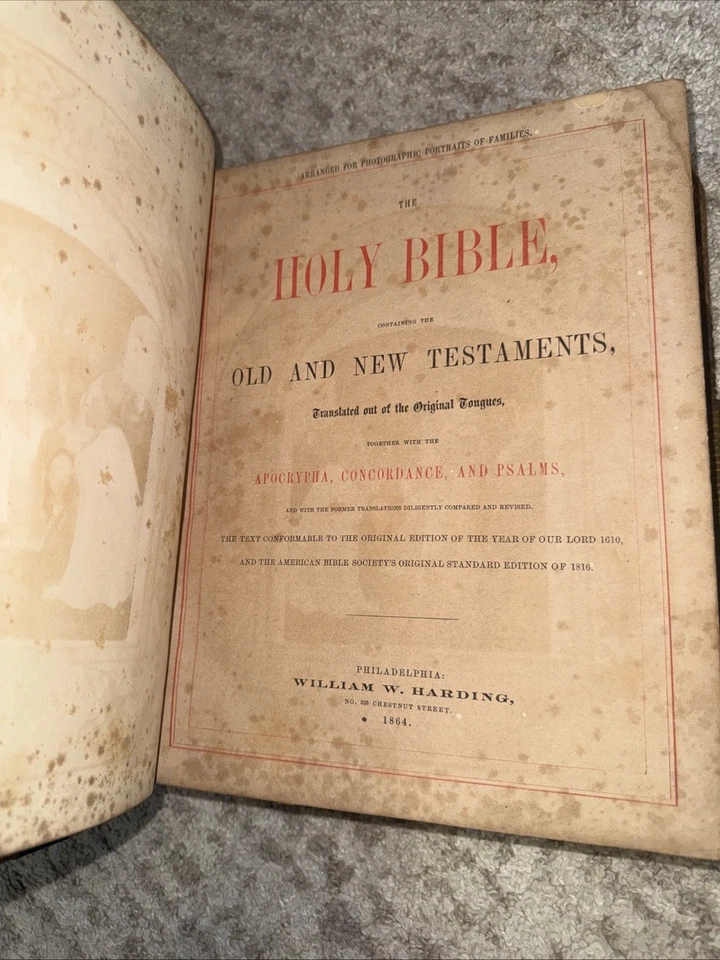 ARRANGED FOR PHOTOGRAPHIC PORTRAITS OF FAMILIES.
THE
HOLY BIBLE,
CONTAINING THE
OLD AND NEW TESTAMENTS,
Translated out of the Original Tongues,
TOGETHER WITH THE
APOCRYPHA, CONCORDANCE, AND PSALMS,
AND WITH THE FORMER TRANSLATIONS DILIGENTLY COMPARED AND REVISED.
THE TEXT CONFORMABLE TO THE ORIGINAL EDITION OF THE YEAR OF OUR LORD 1610,
AND THE AMERICAN BIBLE SOCIETY'S ORIGINAL STANDARD EDITION OF 1816.
PHILADELPHIA:
WILLIAM W. HARDING,
NO. 326 CHESTNUT STREET.
1864.